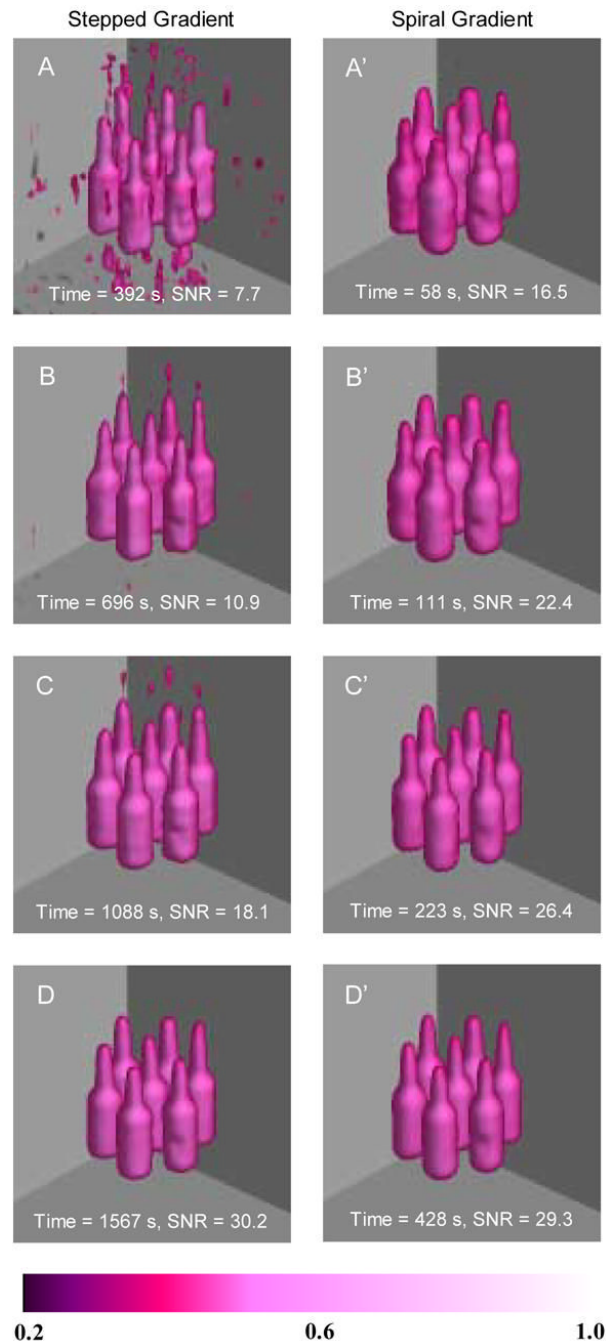 Stepped Gradient Spiral Gradient
A A’
Time = 392 s, SNR = 7.7 Time = 58 s, SNR = 16.5
B B’
Time = 696 s, SNR = 10.9 Time = 111 s, SNR = 22.4
C C’
Time = 1088 s, SNR = 18.1 Time = 223 s, SNR = 26.4
D D’
Time = 1567 s, SNR = 30.2 Time = 428 s, SNR = 29.3
0.2 0.6 1.0